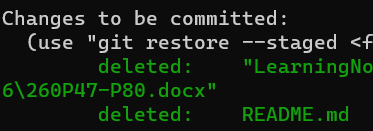 Changes to be committed:
(use "git restore --staged <f
deleted: "LearningNo
6\260P47-P80.docx"
deleted: README.md